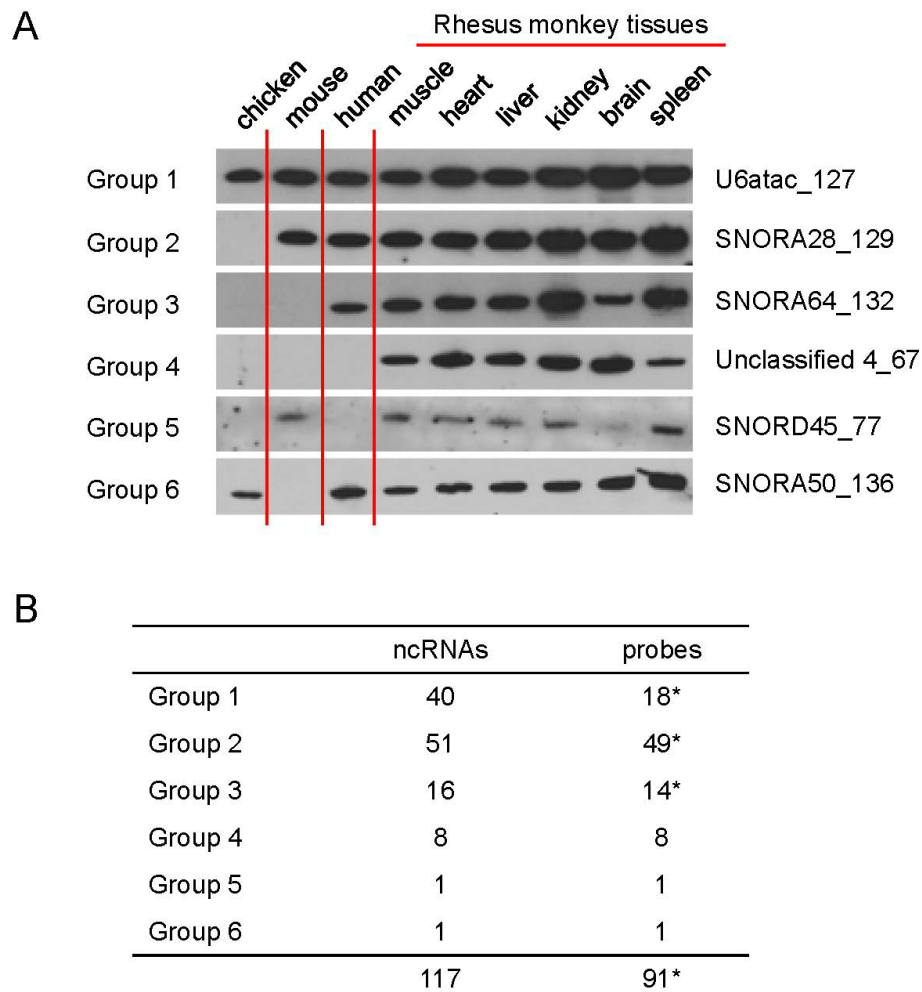 A
Rhesus monkey tissues
chicken mouse human muscle heart liver kidney brain spleen
Group 1 U6atac_127
Group 2 SNORA28_129
Group 3 SNORA64_132
Group 4 Unclassified 4_67
Group 5 SNORD45_77
Group 6 SNORA50_136
B
ncRNAs probes
Group 1 40 18*
Group 2 51 49*
Group 3 16 14*
Group 4 8 8
Group 5 1 1
Group 6 1 1
117 91*